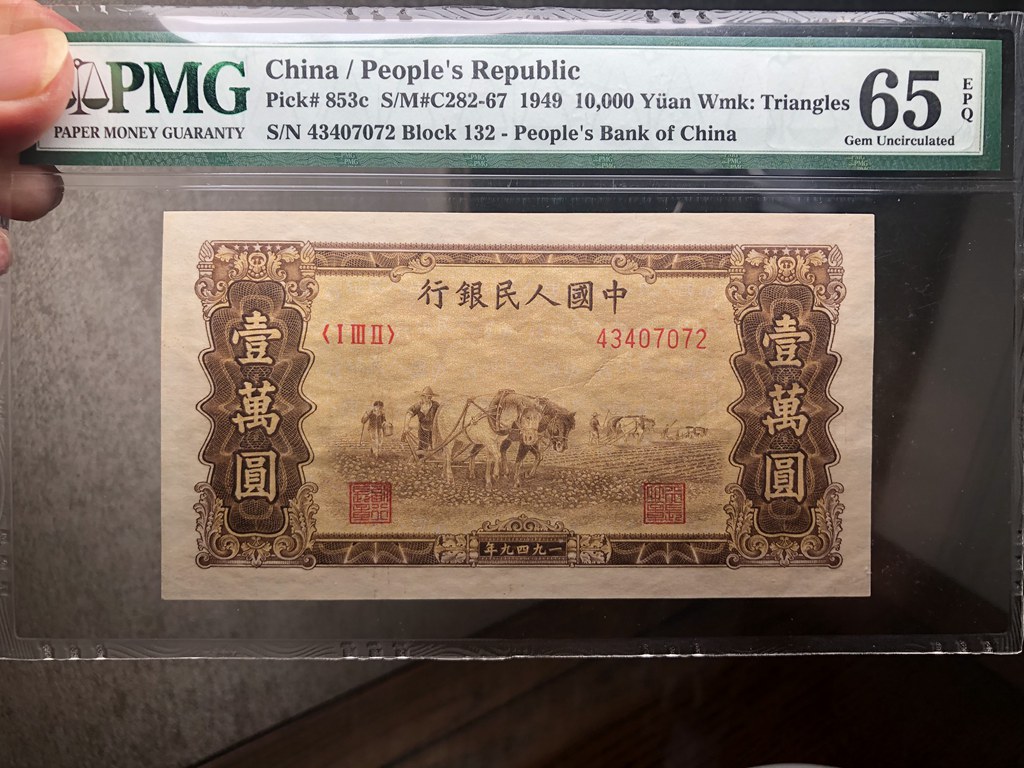 PMG
PAPER MONEY GUARANTY
China / People's Republic
Pick# 853c S/M#C282-67 1949 10,000 Yüan Wmk: Triangles
S/N 43407072 Block 132 - People's Bank of China
65
EPQ
Gem Uncirculated
行銀民人國中
〈I III II〉
43407072
壹萬圓
壹萬圓
年九四九一